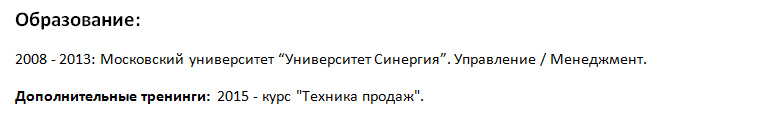 Образование:
2008 - 2013: Московский университет “Университет Синергия”. Управление / Менеджмент.
Дополнительные тренинги: 2015 - курс "Техника продаж".